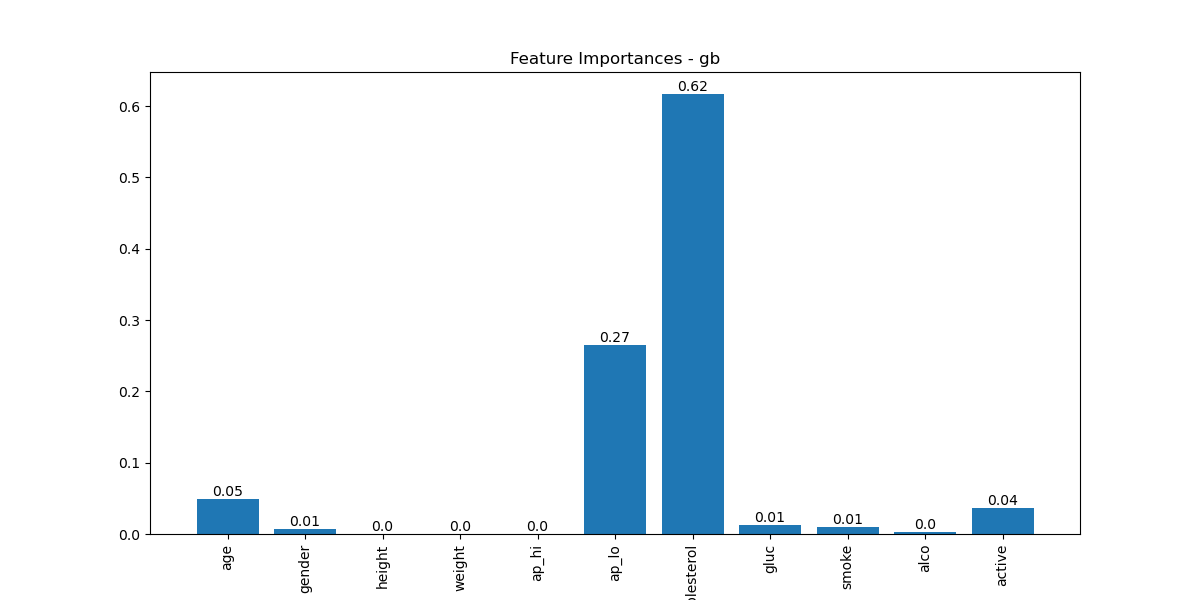 Feature Importances - gb
0.6
0.5
0.4
0.3
0.2
0.1
0.0
0.05
0.01
0.0
0.0
0.0
0.27
0.62
0.01
0.01
0.0
0.04
age
gender
height
weight
ap_hi
ap_lo
olesterol
gluc
smoke
alco
active